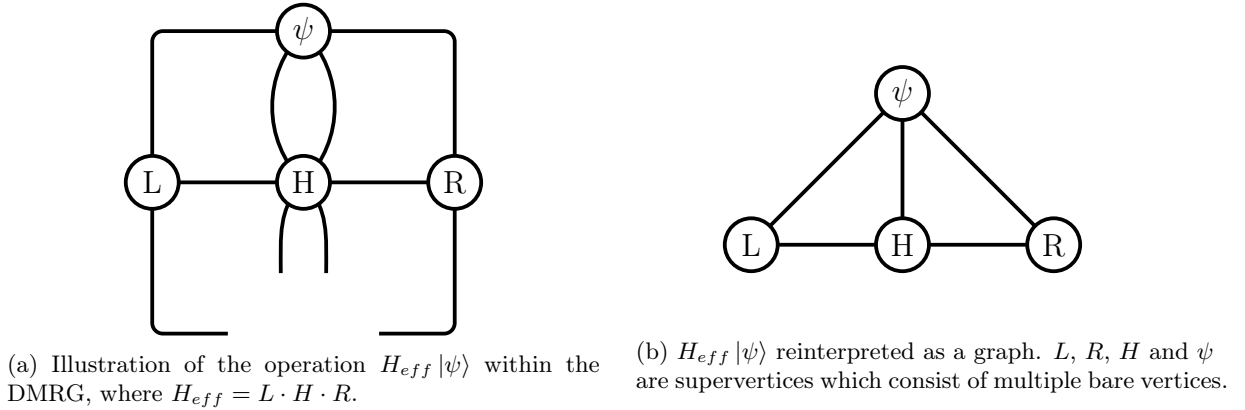 ψ
L H R
(a) Illustration of the operation H_{eff} |ψ⟩ within the
DMRG, where H_{eff} = L · H · R.
ψ
L H R
(b) H_{eff} |ψ⟩ reinterpreted as a graph. L, R, H and ψ
are supervertices which consist of multiple bare vertices.